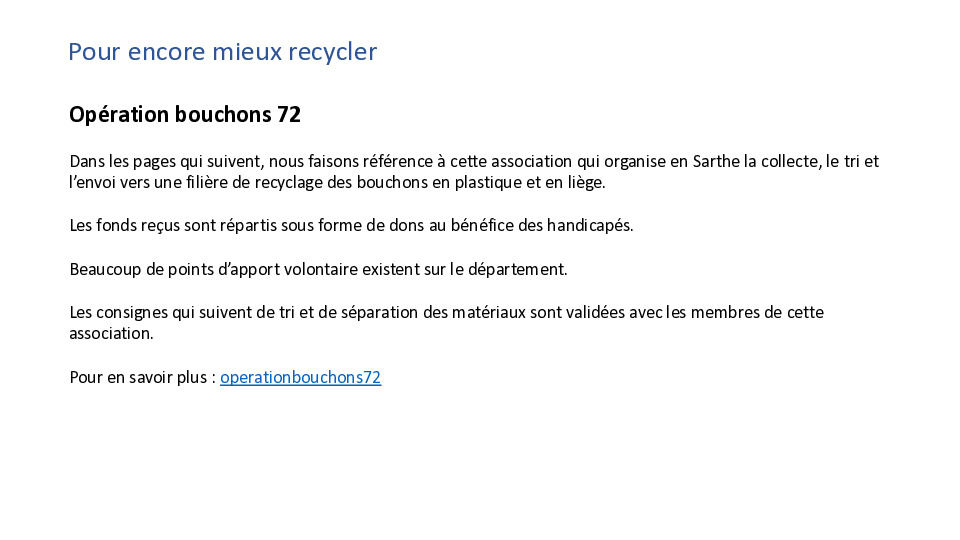 Pour encore mieux recycler
Opération bouchons 72
Dans les pages qui suivent, nous faisons référence à cette association qui organise en Sarthe la collecte, le tri et
l’envoi vers une filière de recyclage des bouchons en plastique et en liège.
Les fonds reçus sont répartis sous forme de dons au bénéfice des handicapés.
Beaucoup de points d’apport volontaire existent sur le département.
Les consignes qui suivent de tri et de séparation des matériaux sont validées avec les membres de cette
association.
Pour en savoir plus : operationbouchons72